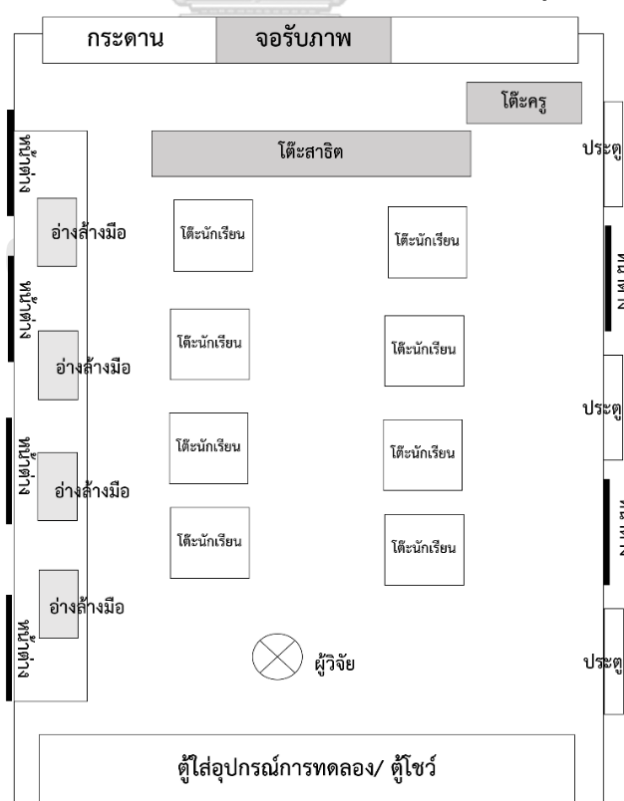 กระดาน
จอรับภาพ
โต๊ะครู
โต๊ะสาธิต
ประตู
หน้าต่าง
อ่างล้างมือ
โต๊ะนักเรียน
โต๊ะนักเรียน
หน้าต่าง
โต๊ะนักเรียน
โต๊ะนักเรียน
อ่างล้างมือ
ประตู
หน้าต่าง
โต๊ะนักเรียน
โต๊ะนักเรียน
อ่างล้างมือ
โต๊ะนักเรียน
โต๊ะนักเรียน
อ่างล้างมือ
หน้าต่าง
ผู้วิจัย
ประตู
ตู้ใส่อุปกรณ์การทดลอง/ ตู้โชว์